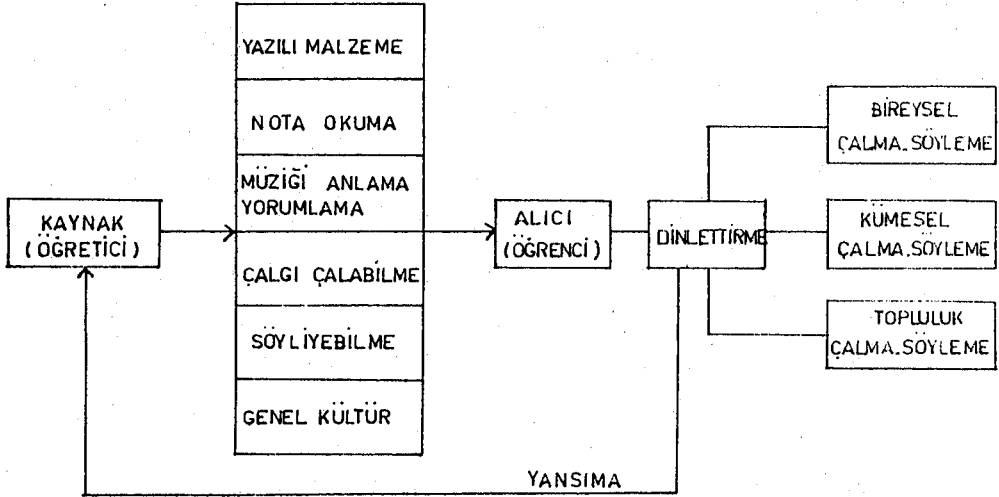 KAYNAK
(ÖĞRETİCİ)
YAZILI MALZEME
NOTA OKUMA
MÜZİĞİ ANLAMA
YORUMLAMA
ÇALGI ÇALABİLME
SÖYLİYEBİLME
GENEL KÜLTÜR
ALICI
(ÖĞRENCİ)
DİNLETTİRME
BİREYSEL
ÇALMA-SÖYLEME
KÜMESEL
ÇALMA-SÖYLEME
TOPLULUK
ÇALMA-SÖYLEME
YANSIMA